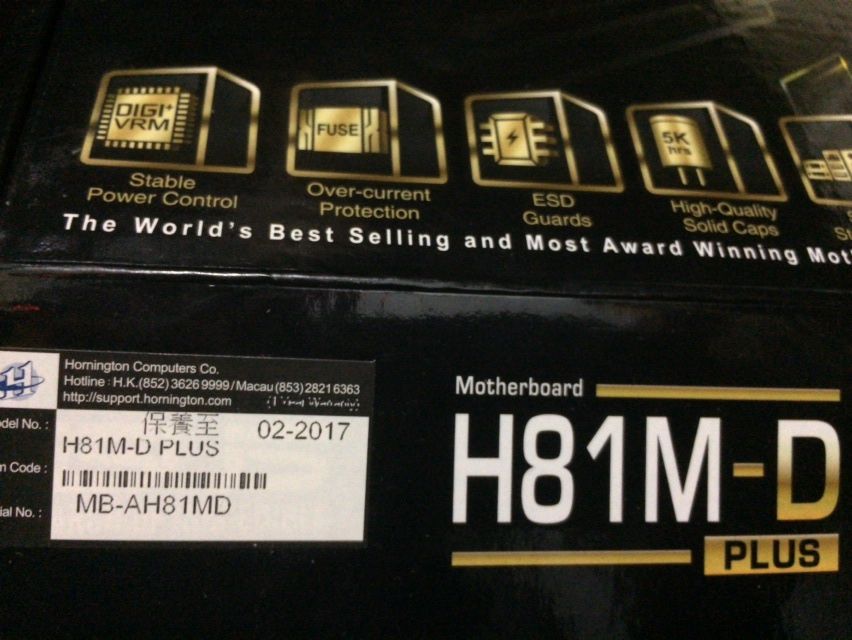 DIGI+
VRM
FUSE
5K
hrs
Stable
Power Control
Over-current
Protection
ESD
Guards
High-Quality
Solid Caps
The World's Best Selling and Most Award Winning Mot
Hornington Computers Co.
Hotline : H.K.(852) 3626 9999 / Macau (853) 2821 6363
http://support.hornington.com
odel No. :
保養至 02-2017
H81M-D PLUS
m Code :
MB-AH81MD
ial No. :
Motherboard
H81M-D
PLUS